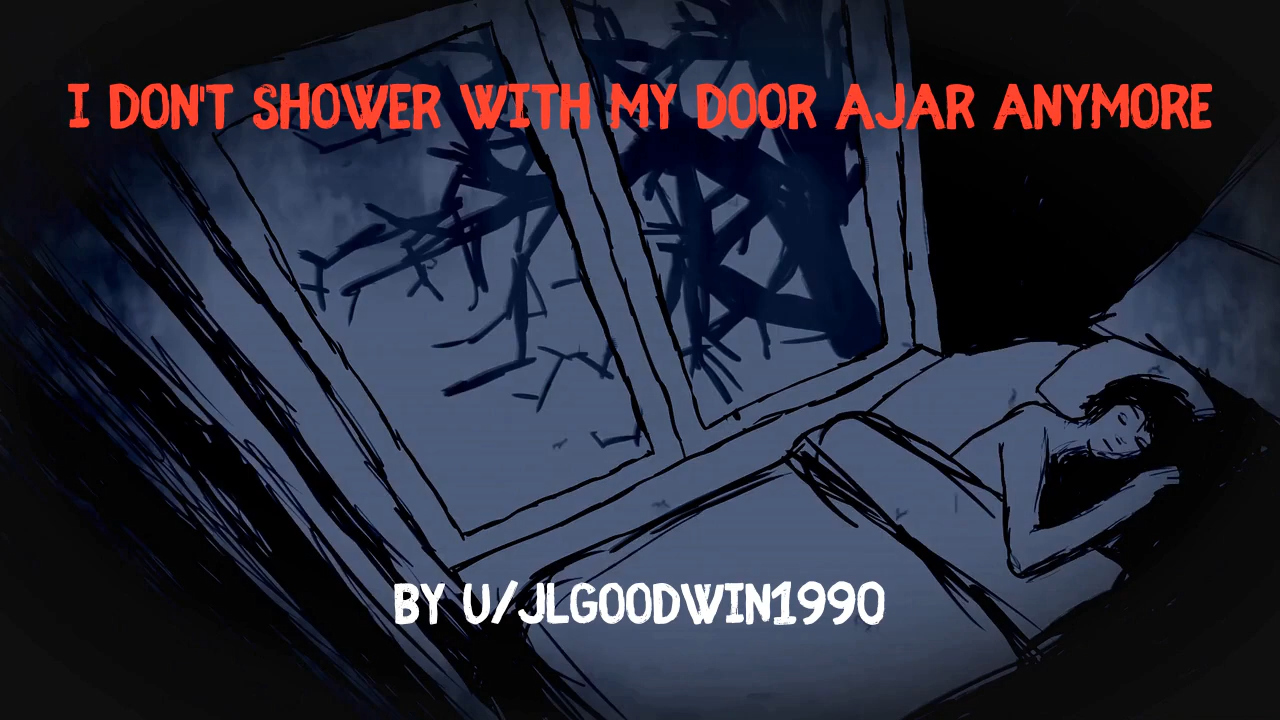 I DON'T SHOWER WITH MY DOOR AJAR ANYMORE
BY U/JLGOODWIN1990